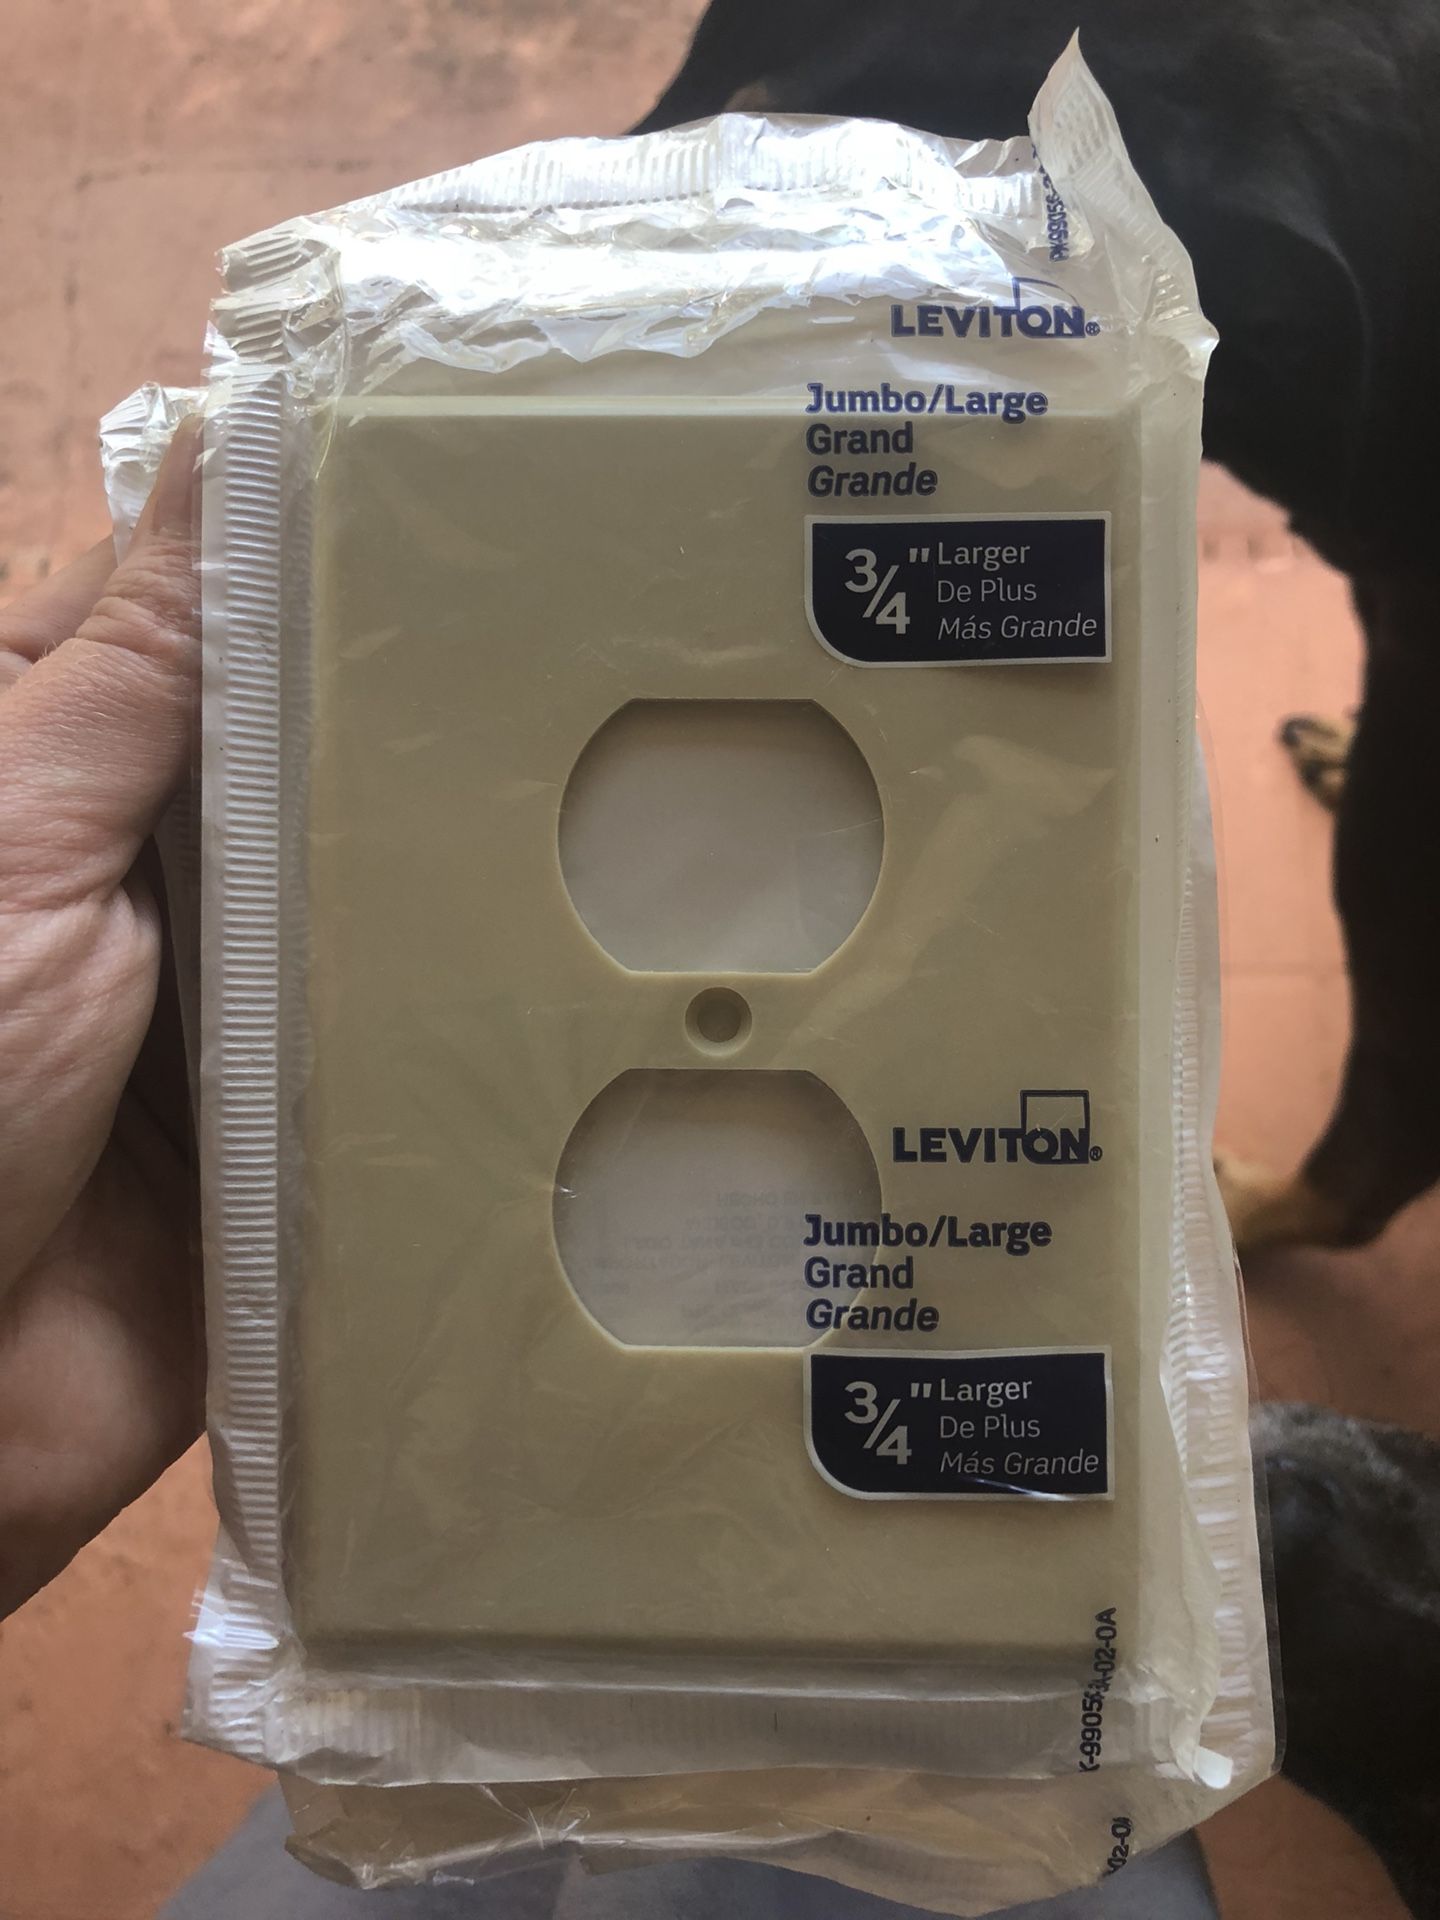 LEVITON®
Jumbo/Large
Grand
Grande
3/4" Larger
De Plus
Más Grande
LEVITON®
Jumbo/Large
Grand
Grande
3/4" Larger
De Plus
Más Grande